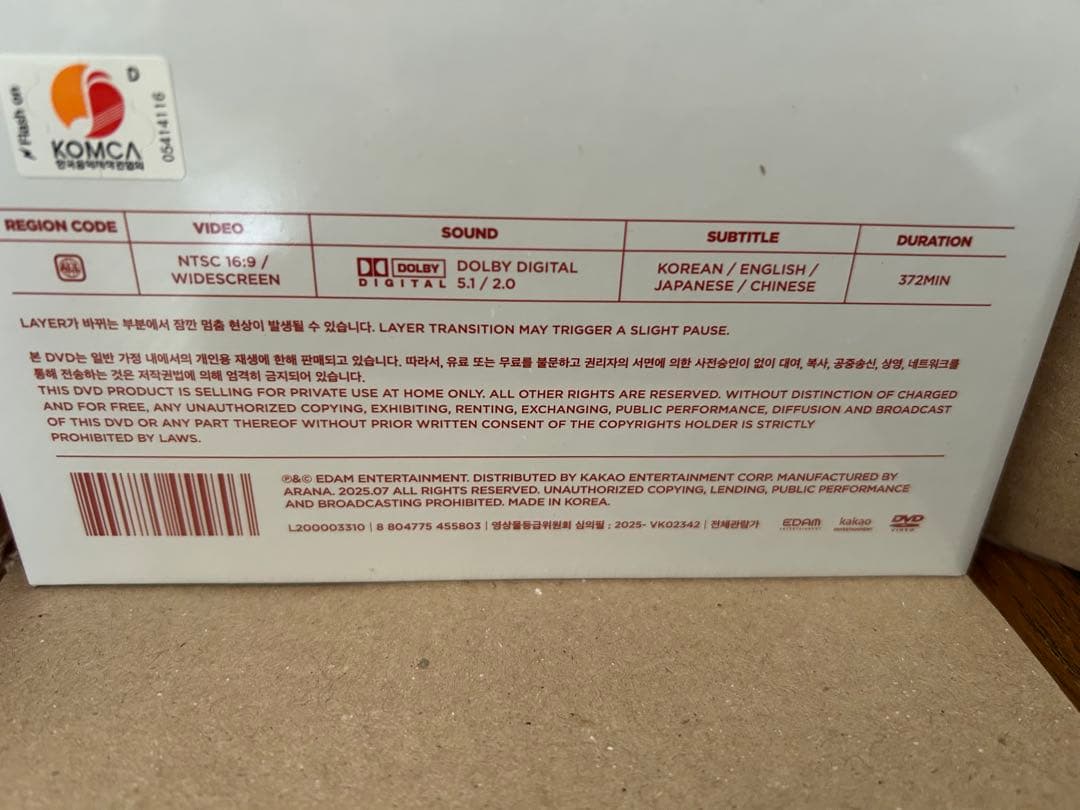 Flash on
D
KOMCA
한국음악저작권협회
05414116
REGION CODE
VIDEO
SOUND
SUBTITLE
DURATION
ALL
NTSC 16:9 /
WIDESCREEN
DOLBY
DIGITAL
DOLBY DIGITAL
5.1 / 2.0
KOREAN / ENGLISH /
JAPANESE / CHINESE
372MIN
LAYER가 바뀌는 부분에서 잠깐 멈춤 현상이 발생될 수 있습니다. LAYER TRANSITION MAY TRIGGER A SLIGHT PAUSE.
본 DVD는 일반 가정 내에서의 개인용 재생에 한해 판매되고 있습니다. 따라서, 유료 또는 무료를 불문하고 권리자의 서면에 의한 사전승인이 없이 대여, 복사, 공중송신, 상영, 네트워크를
통해 전송하는 것은 저작권법에 의해 엄격히 금지되어 있습니다.
THIS DVD PRODUCT IS SELLING FOR PRIVATE USE AT HOME ONLY. ALL OTHER RIGHTS ARE RESERVED. WITHOUT DISTINCTION OF CHARGED
AND FOR FREE, ANY UNAUTHORIZED COPYING, EXHIBITING, RENTING, EXCHANGING, PUBLIC PERFORMANCE, DIFFUSION AND BROADCAST
OF THIS DVD OR ANY PART THEREOF WITHOUT PRIOR WRITTEN CONSENT OF THE COPYRIGHTS HOLDER IS STRICTLY
PROHIBITED BY LAWS.
℗&© EDAM ENTERTAINMENT. DISTRIBUTED BY KAKAO ENTERTAINMENT CORP. MANUFACTURED BY
ARANA. 2025.07 ALL RIGHTS RESERVED. UNAUTHORIZED COPYING, LENDING, PUBLIC PERFORMANCE
AND BROADCASTING PROHIBITED. MADE IN KOREA.
L200003310 | 8 804775 455803 | 영상물등급위원회 심의필 ; 2025- VK02342 | 전체관람가
EDAM
ENTERTAINMENT
kakao
entertainment
DVD
VIDEO